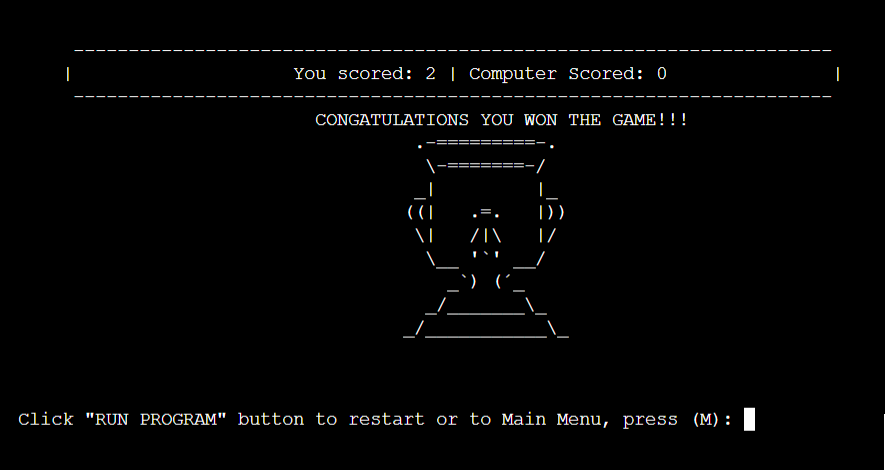 You scored: 2 | Computer Scored: 0
CONGATULATIONS YOU WON THE GAME!!!
Click "RUN PROGRAM" button to restart or to Main Menu, press (M):